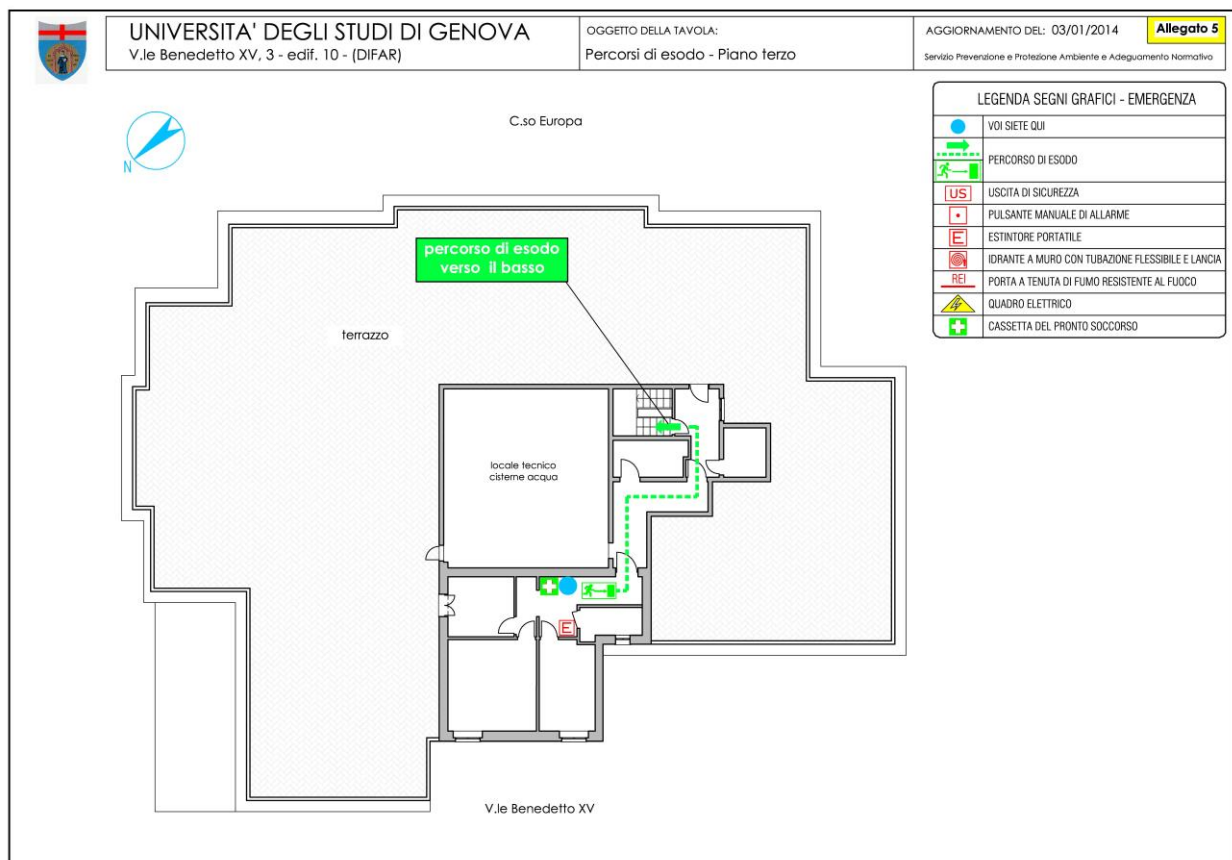 UNIVERSITA' DEGLI STUDI DI GENOVA
V.le Benedetto XV, 3 - edif. 10 - (DIFAR)
OGGETTO DELLA TAVOLA:
Percorsi di esodo - Piano terzo
AGGIORNAMENTO DEL: 03/01/2014
Allegato 5
Servizio Prevenzione e Protezione Ambiente e Adeguamento Normativo
LEGENDA SEGNI GRAFICI - EMERGENZA
VOI SIETE QUI
PERCORSO DI ESODO
US USCITA DI SICUREZZA
PULSANTE MANUALE DI ALLARME
E ESTINTORE PORTATILE
IDRANTE A MURO CON TUBAZIONE FLESSIBILE E LANCIA
REI PORTA A TENUTA DI FUMO RESISTENTE AL FUOCO
QUADRO ELETTRICO
CASSETTA DEL PRONTO SOCCORSO
N
C.so Europa
percorso di esodo
verso il basso
terrazzo
locale tecnico
cisterne acqua
E
V.le Benedetto XV